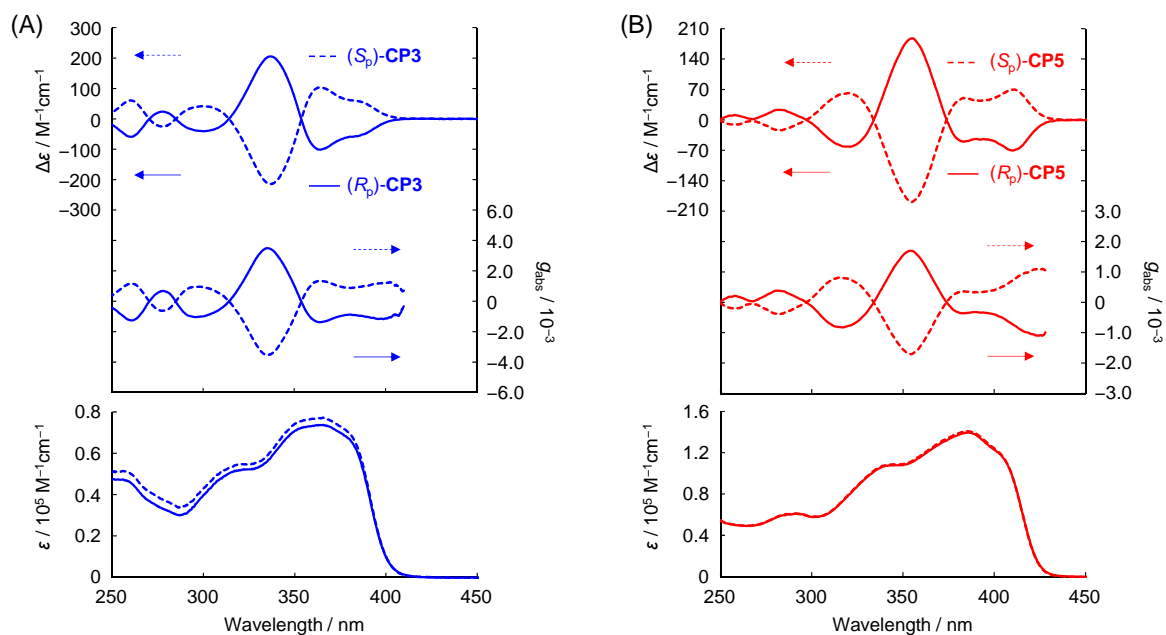 (A)
300
200
100
0
−100
−200
−300
Δε / M⁻¹cm⁻¹
(Sₚ)-CP3
(Rₚ)-CP3
6.0
4.0
2.0
0
−2.0
−4.0
−6.0
g_abs / 10⁻³
0.8
0.6
0.4
0.2
0
ε / 10⁵ M⁻¹cm⁻¹
250 300 350 400 450
Wavelength / nm
(B)
210
140
70
0
−70
−140
−210
Δε / M⁻¹cm⁻¹
(Sₚ)-CP5
(Rₚ)-CP5
3.0
2.0
1.0
0
−1.0
−2.0
−3.0
g_abs / 10⁻³
1.6
1.2
0.8
0.4
0
ε / 10⁵ M⁻¹cm⁻¹
250 300 350 400 450
Wavelength / nm